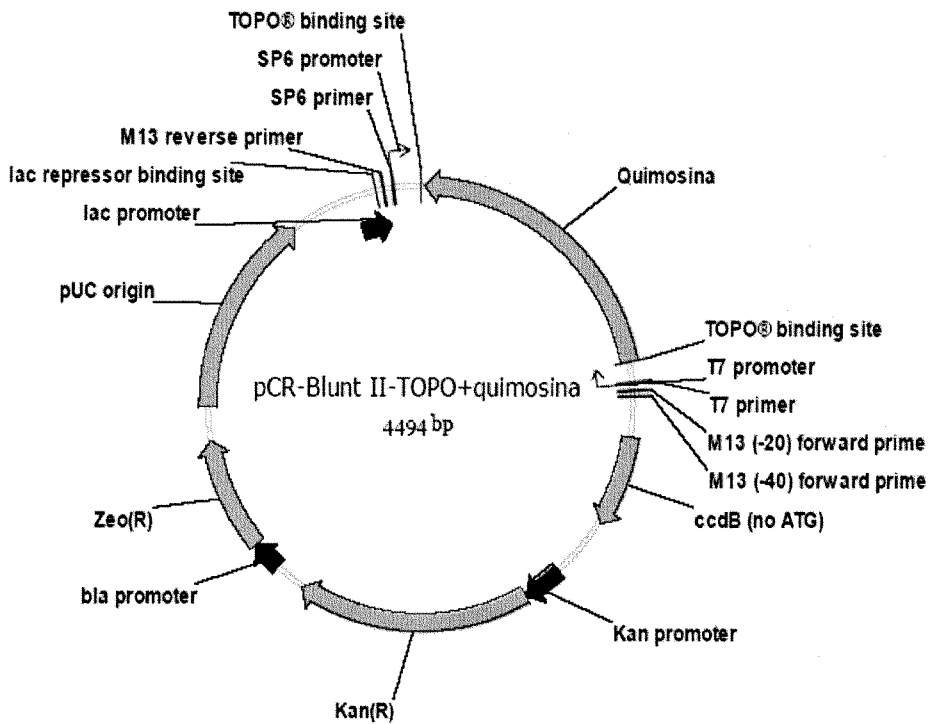 TOPO® binding site
SP6 promoter
SP6 primer
M13 reverse primer
lac repressor binding site
lac promoter
pUC origin
Quimosina
TOPO® binding site
T7 promoter
T7 primer
M13 (-20) forward prime
M13 (-40) forward prime
ccdB (no ATG)
pCR-Blunt II-TOPO+quimosina
4494 bp
Zeo(R)
bla promoter
Kan promoter
Kan(R)